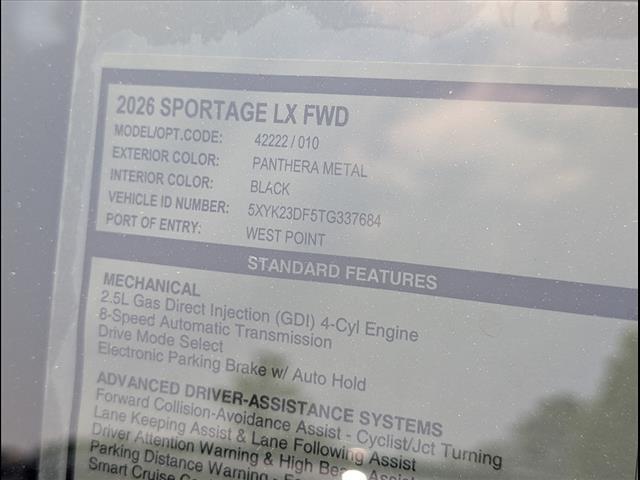 2026 SPORTAGE LX FWD
MODEL/OPT.CODE: 42222 / 010
EXTERIOR COLOR: PANTHERA METAL
INTERIOR COLOR: BLACK
VEHICLE ID NUMBER: 5XYK23DF5TG337684
PORT OF ENTRY: WEST POINT
STANDARD FEATURES
MECHANICAL
2.5L Gas Direct Injection (GDI) 4-Cyl Engine
8-Speed Automatic Transmission
Drive Mode Select
Electronic Parking Brake w/ Auto Hold
ADVANCED DRIVER-ASSISTANCE SYSTEMS
Forward Collision-Avoidance Assist - Cyclist/Jct Turning
Lane Keeping Assist & Lane Following Assist
Driver Attention Warning & High Beam Assist
Parking Distance Warning -
Smart Cruise